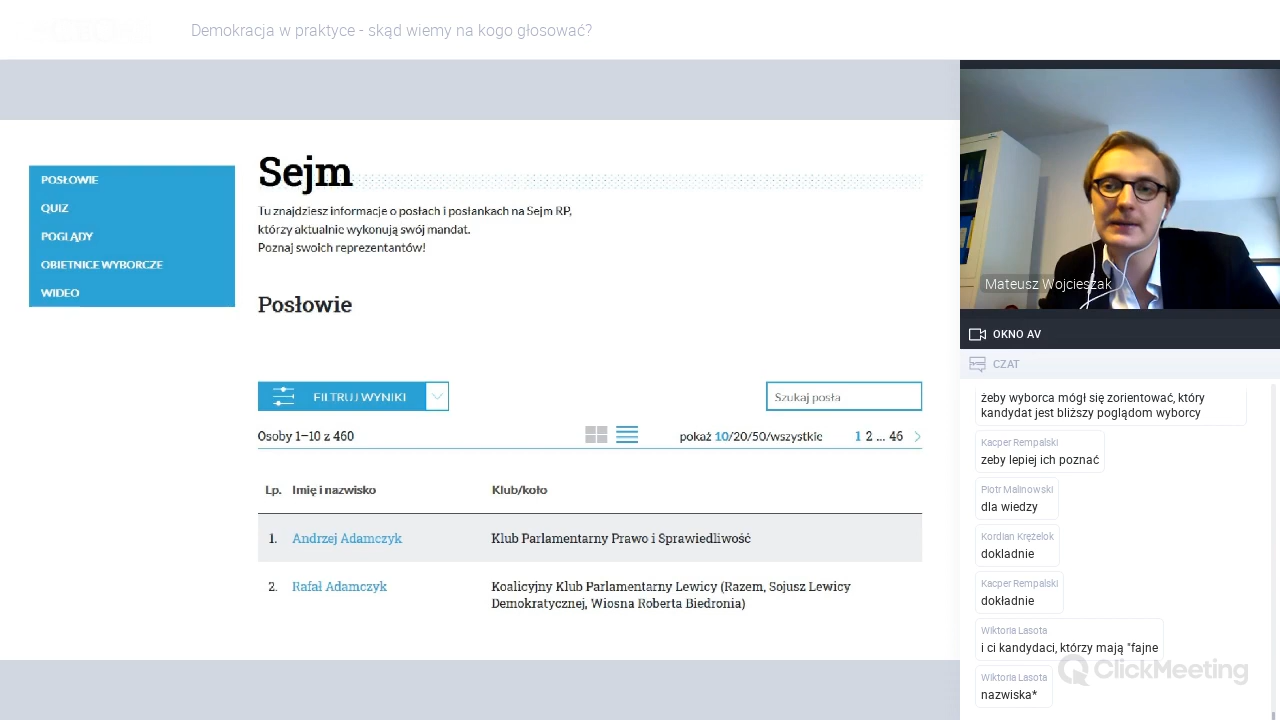 Demokracja w praktyce - skąd wiemy na kogo głosować?
POSŁOWIE
QUIZ
POGLĄDY
OBIETNICE WYBORCZE
WIDEO
Sejm
Tu znajdziesz informacje o posłach i posłankach na Sejm RP,
którzy aktualnie wykonują swój mandat.
Poznaj swoich reprezentantów!
Posłowie
FILTRUJ WYNIKI
Szukaj posła
Osoby 1–10 z 460
pokaż 10/20/50/wszystkie
1 2 ... 46
Lp. Imię i nazwisko Klub/koło
1. Andrzej Adamczyk Klub Parlamentarny Prawo i Sprawiedliwość
2. Rafał Adamczyk Koalicyjny Klub Parlamentarny Lewicy (Razem, Sojusz Lewicy
Demokratycznej, Wiosna Roberta Biedronia)
Mateusz Wojcieszak
OKNO AV
CZAT
żeby wyborca mógł się zorientować, który
kandydat jest bliższy poglądom wyborcy
Kacper Rempalski
zeby lepiej ich poznać
Piotr Malinowski
dla wiedzy
Kordian Krężelok
dokladnie
Kacper Rempalski
dokładnie
Wiktoria Lasota
i ci kandydaci, którzy mają "fajne
Wiktoria Lasota
nazwiska*
ClickMeeting